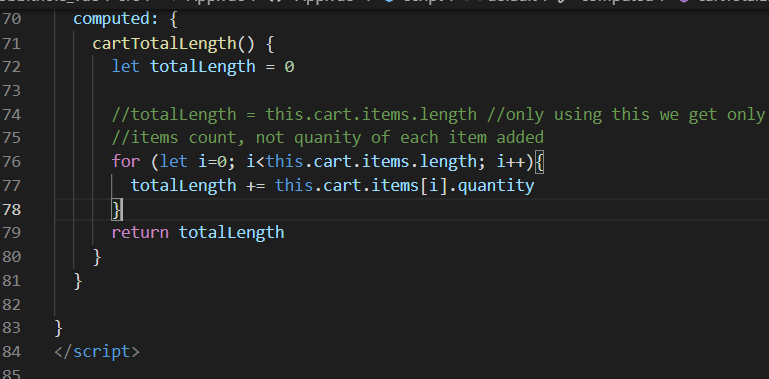 70 computed: {
71 cartTotalLength() {
72 let totalLength = 0
73
74 //totalLength = this.cart.items.length //only using this we get only
75 //items count, not quanity of each item added
76 for (let i=0; i<this.cart.items.length; i++){
77 totalLength += this.cart.items[i].quantity
78 }
79 return totalLength
80 }
81 }
82
83 }
84 </script>
85